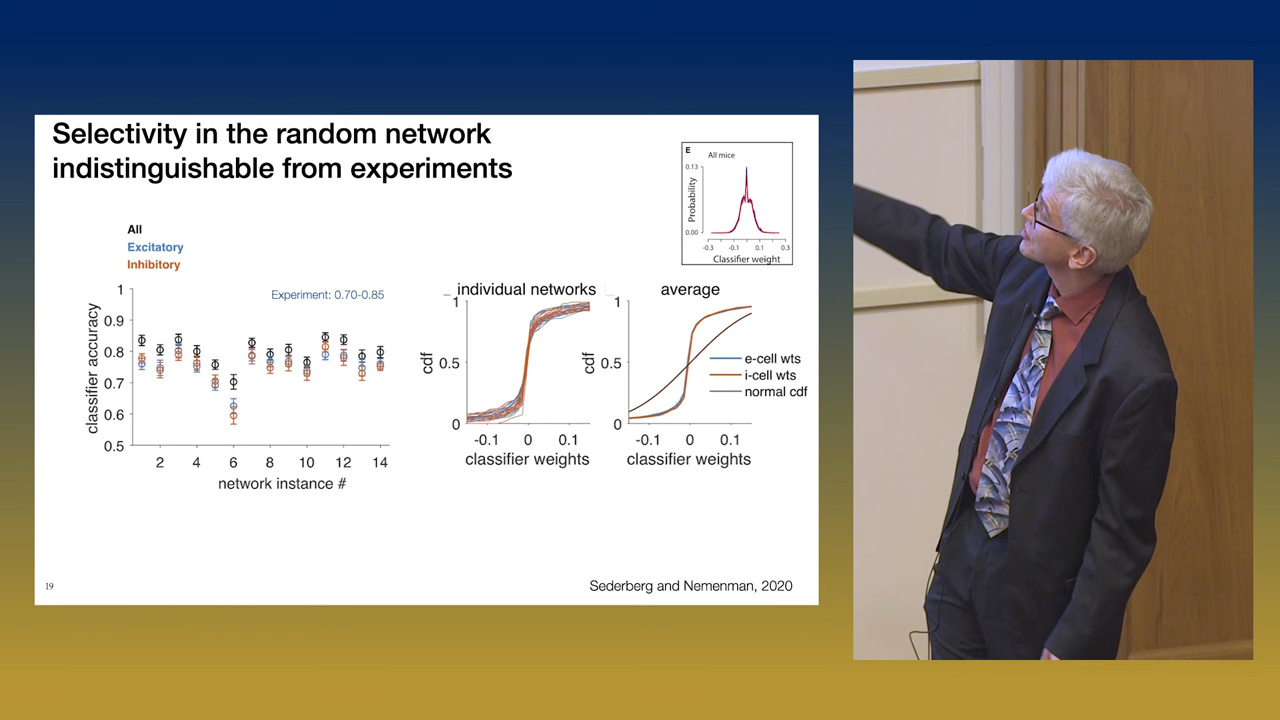 Selectivity in the random network
indistinguishable from experiments
E
All mice
0.13
Probability
0.00
-0.3 -0.1 0.1 0.3
Classifier weight
All
Excitatory
Inhibitory
Experiment: 0.70-0.85
1
0.9
0.8
0.7
0.6
0.5
classifier accuracy
2 4 6 8 10 12 14
network instance #
individual networks
1
0.5
0
cdf
-0.1 0 0.1
classifier weights
average
1
0.5
0
cdf
e-cell wts
i-cell wts
normal cdf
-0.1 0 0.1
classifier weights
19
Sederberg and Nemenman, 2020